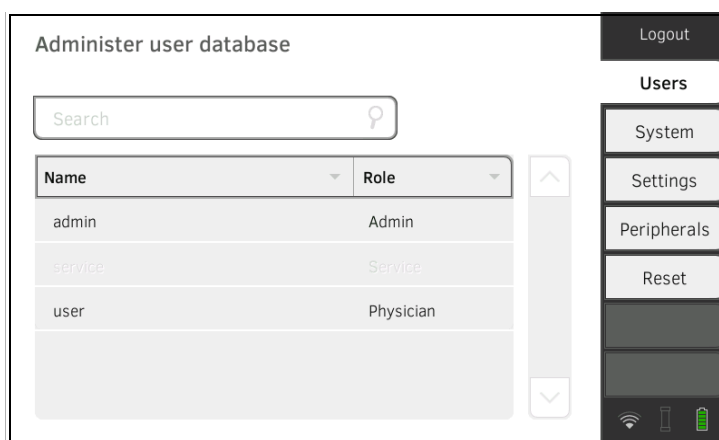 Administer user database
Search
Name Role
admin Admin
service Service
user Physician
Logout
Users
System
Settings
Peripherals
Reset